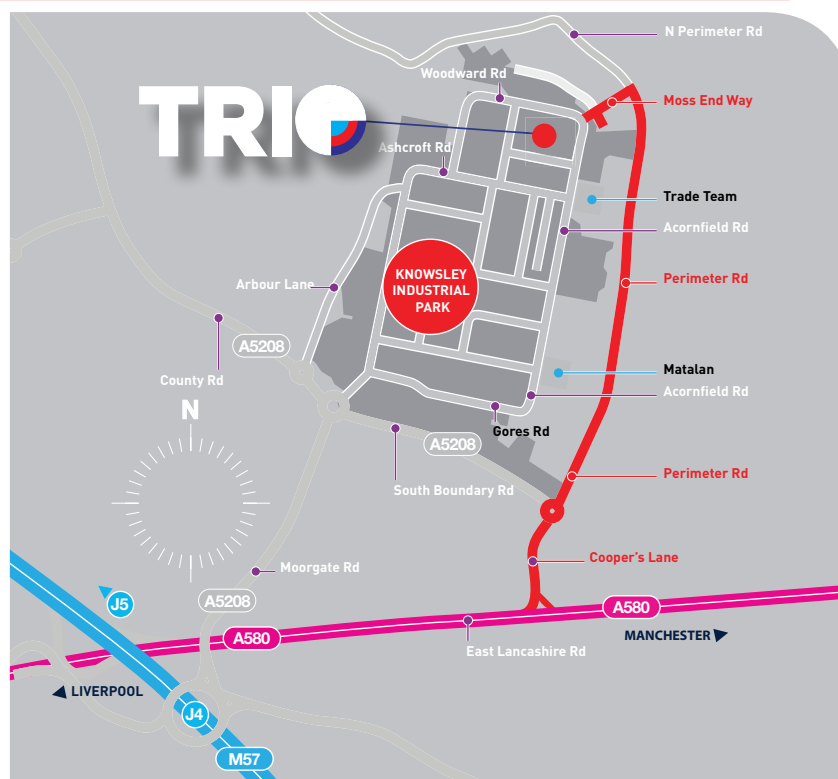 N Perimeter Rd
Woodward Rd
Moss End Way
TRIO
Ashcroft Rd
Trade Team
Acornfield Rd
KNOWSLEY
INDUSTRIAL
PARK
Perimeter Rd
Arbour Lane
A5208
County Rd
Matalan
Acornfield Rd
N
Gores Rd
A5208
South Boundary Rd
Perimeter Rd
Cooper's Lane
Moorgate Rd
J5
A5208
A580
A580
East Lancashire Rd
MANCHESTER
LIVERPOOL
J4
M57